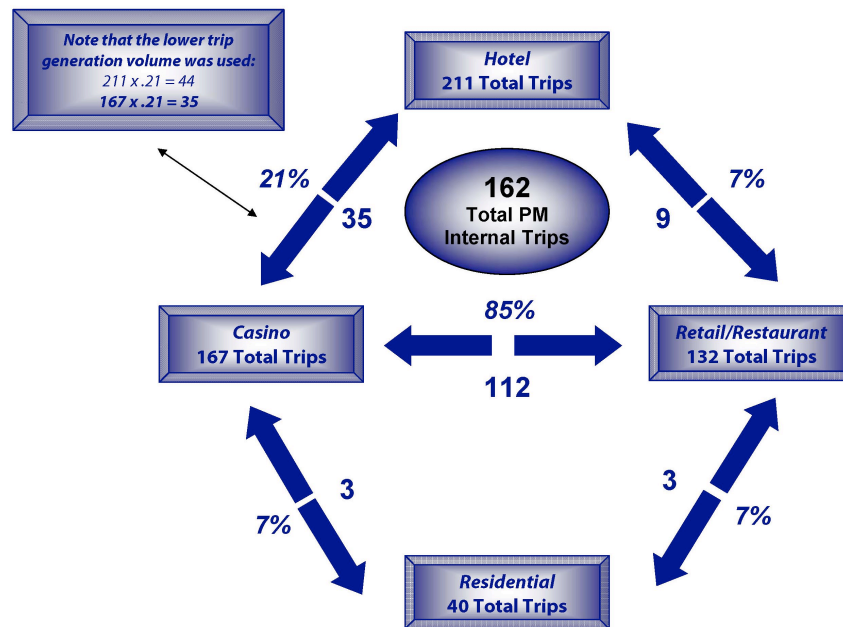 Note that the lower trip
generation volume was used:
211 x .21 = 44
167 x .21 = 35
Hotel
211 Total Trips
21%
35
162
Total PM
Internal Trips
7%
9
Casino
167 Total Trips
85%
112
Retail/Restaurant
132 Total Trips
3
7%
3
7%
Residential
40 Total Trips